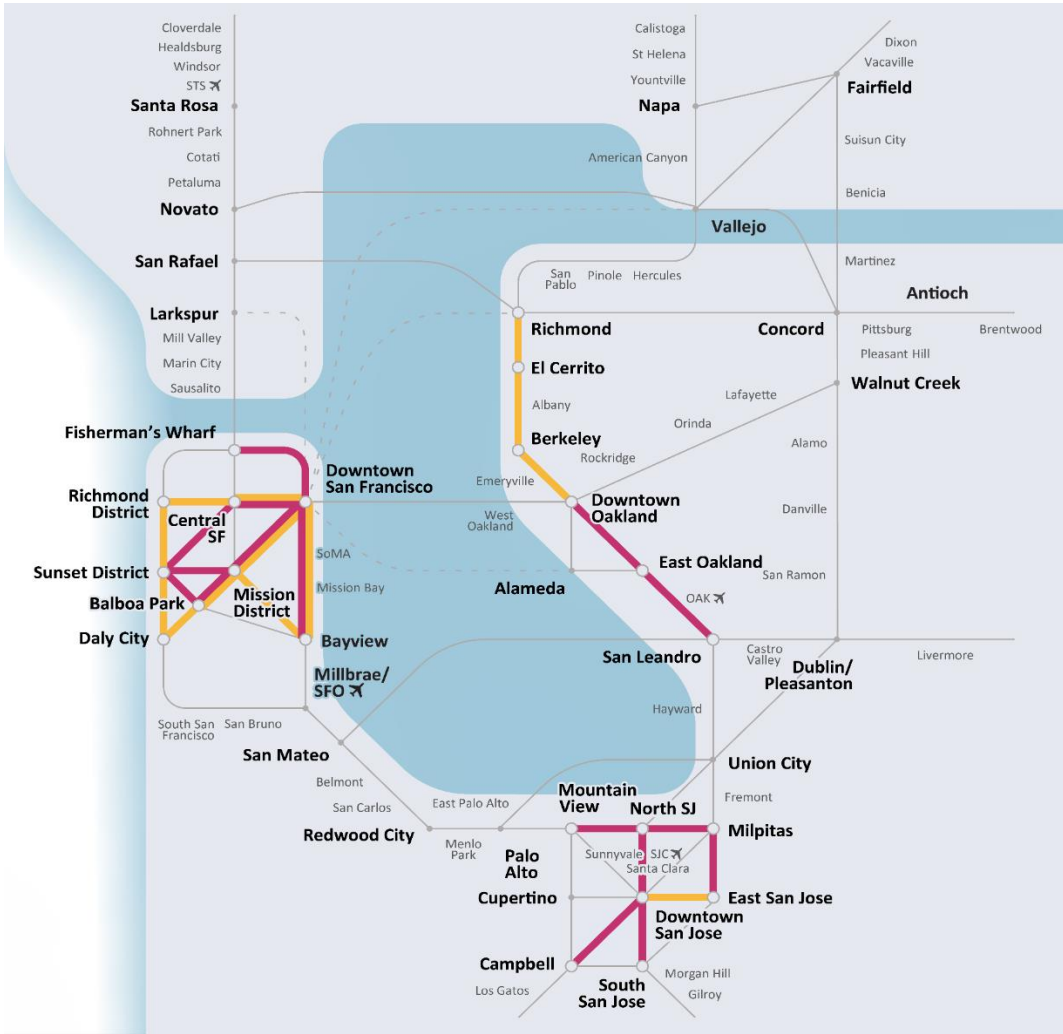 Cloverdale
Healdsburg
Windsor
STS
Santa Rosa
Rohnert Park
Cotati
Petaluma
Novato
San Rafael
Larkspur
Mill Valley
Marin City
Sausalito
Calistoga
St Helena
Yountville
Napa
American Canyon
Dixon
Vacaville
Fairfield
Suisun City
Benicia
Vallejo
Martinez
San
Pablo
Pinole
Hercules
Antioch
Richmond
Concord
Pittsburg
Brentwood
Pleasant Hill
El Cerrito
Walnut Creek
Albany
Lafayette
Orinda
Berkeley
Rockridge
Alamo
Fisherman's Wharf
Downtown
San Francisco
Emeryville
Richmond
District
Central
SF
West
Oakland
Downtown
Oakland
Danville
SoMA
Sunset District
Mission Bay
Mission
District
Balboa Park
East Oakland
San Ramon
Alameda
OAK
Daly City
Bayview
San Leandro
Castro
Valley
Dublin/
Pleasanton
Livermore
Millbrae/
SFO
South San
Francisco
San Bruno
Hayward
San Mateo
Union City
Belmont
San Carlos
East Palo Alto
Mountain
View
North SJ
Fremont
Redwood City
Menlo
Park
Milpitas
Palo
Alto
Sunnyvale
SJC
Santa Clara
Cupertino
East San Jose
Downtown
San Jose
Campbell
Los Gatos
South
San Jose
Morgan Hill
Gilroy